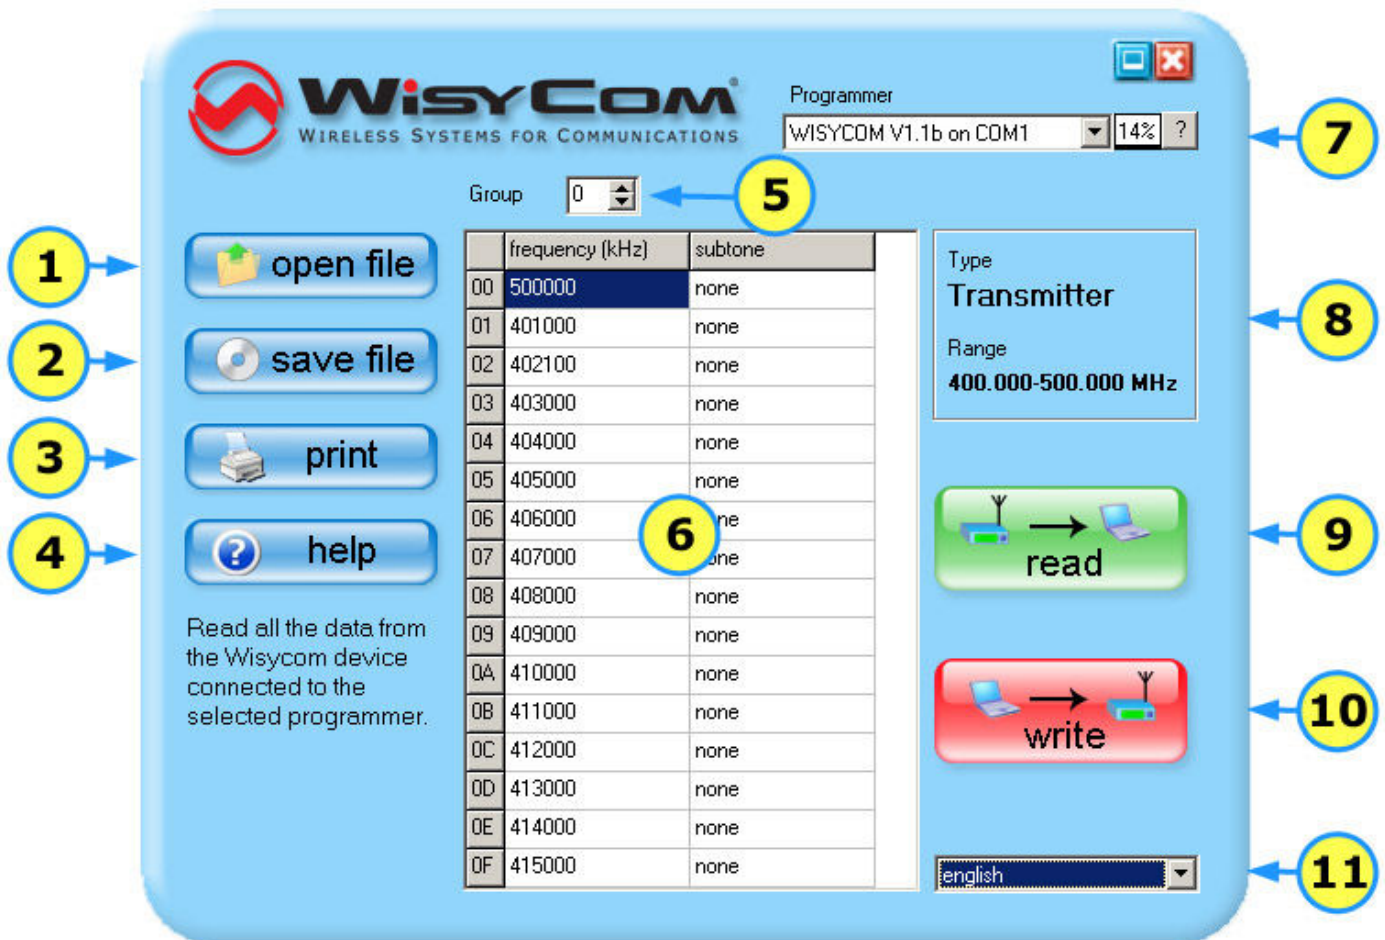 WISYCOM®
WIRELESS SYSTEMS FOR COMMUNICATIONS
Programmer
WISYCOM V1.1b on COM1 14% ?
7
Group 0
5
1
open file
2
save file
3
print
4
help
Read all the data from
the Wisycom device
connected to the
selected programmer.
frequency (kHz) subtone
00 500000 none
01 401000 none
02 402100 none
03 403000 none
04 404000 none
05 405000 none
06 406000
07 407000
08 408000 none
09 409000 none
0A 410000 none
0B 411000 none
0C 412000 none
0D 413000 none
0E 414000 none
0F 415000 none
6
Type
Transmitter
Range
400.000-500.000 MHz
8
read
9
write
10
english
11